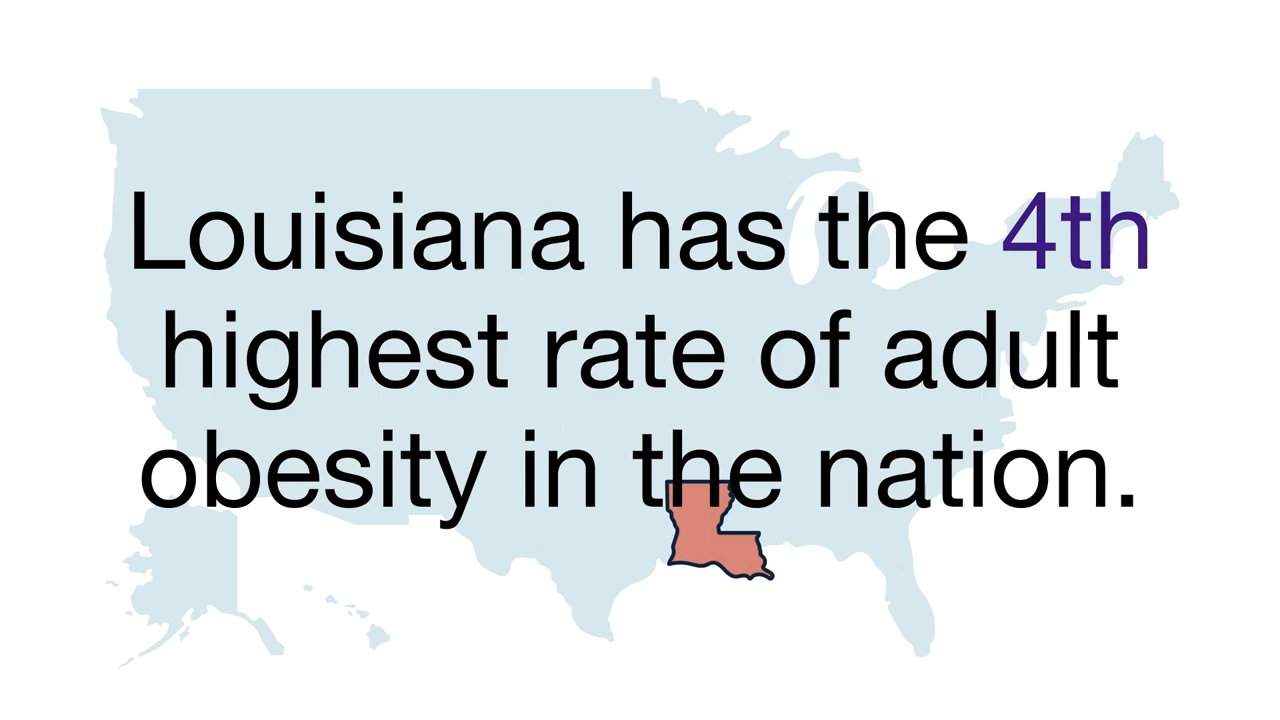 Louisiana has the 4th
highest rate of adult
obesity in the nation.